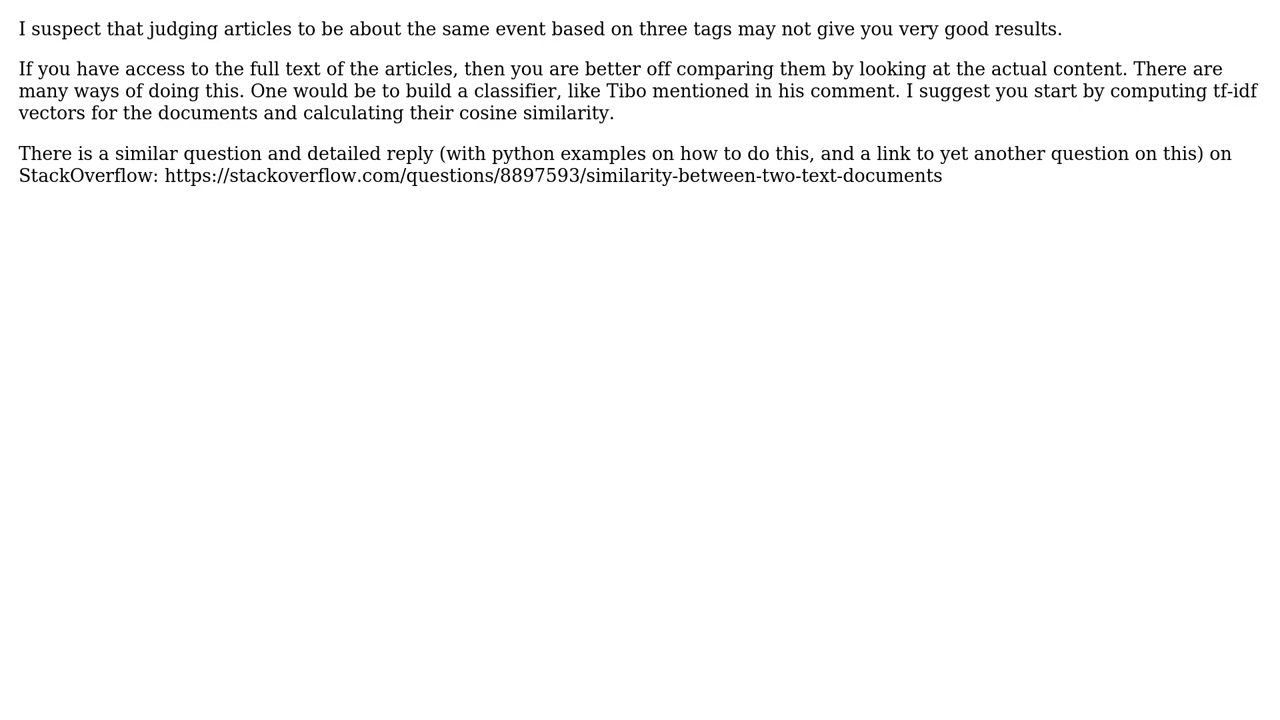 I suspect that judging articles to be about the same event based on three tags may not give you very good results.
If you have access to the full text of the articles, then you are better off comparing them by looking at the actual content. There are
many ways of doing this. One would be to build a classifier, like Tibo mentioned in his comment. I suggest you start by computing tf-idf
vectors for the documents and calculating their cosine similarity.
There is a similar question and detailed reply (with python examples on how to do this, and a link to yet another question on this) on
StackOverflow: https://stackoverflow.com/questions/8897593/similarity-between-two-text-documents